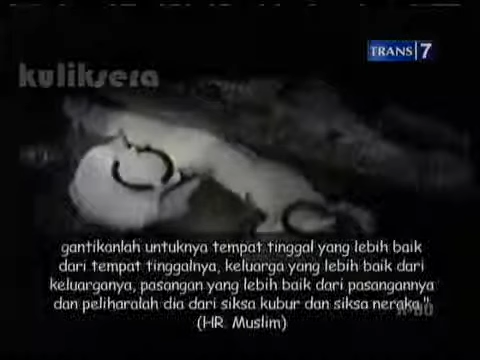 TRANS 7
kuliksera
gantikanlah untuknya tempat tinggal yang lebih baik
dari tempat tinggalnya, keluarga yang lebih baik dari
keluarganya, pasangan yang lebih baik dari pasangannya
dan peliharalah dia dari siksa kubur dan siksa neraka."
(HR. Muslim)